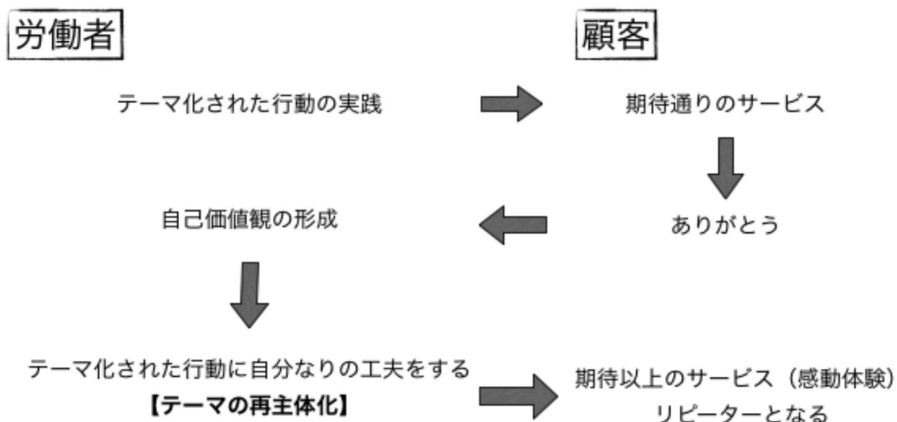 労働者
顧客
テーマ化された行動の実践
期待通りのサービス
自己価値観の形成
ありがとう
テーマ化された行動に自分なりの工夫をする
【テーマの再主体化】
期待以上のサービス（感動体験）
リピーターとなる